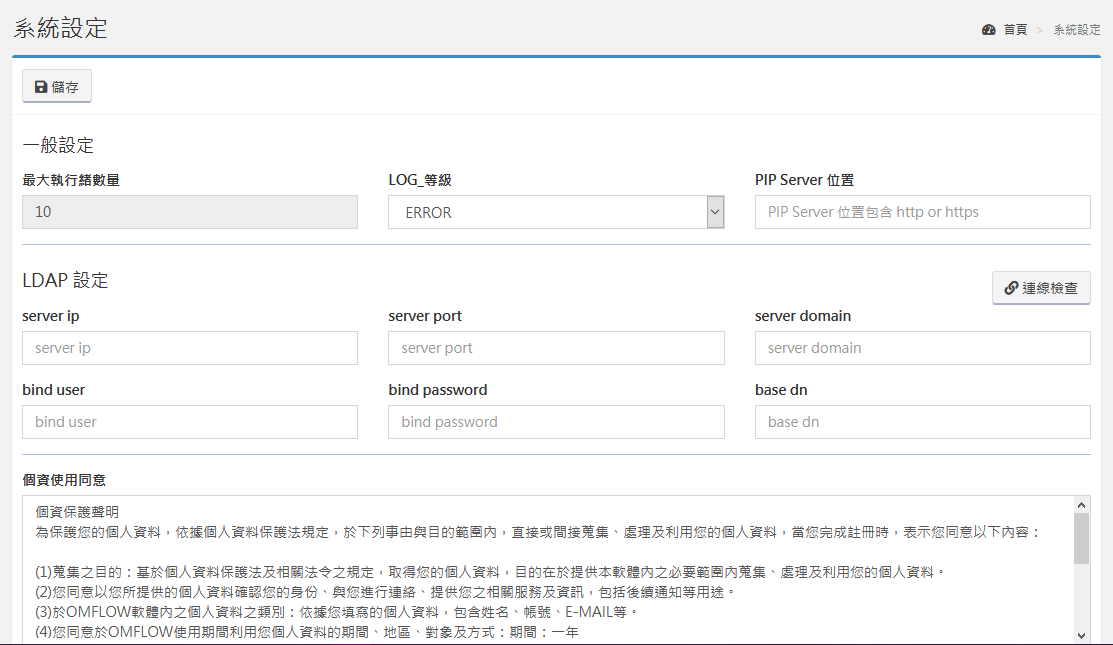 系統設定
首頁 > 系統設定
儲存
一般設定
最大執行緒數量
LOG_等級
PIP Server 位置
10
ERROR
PIP Server 位置包含 http or https
LDAP 設定
連線檢查
server ip
server port
server domain
server ip
server port
server domain
bind user
bind password
base dn
bind user
bind password
base dn
個資使用同意
個資保護聲明
為保護您的個人資料，依據個人資料保護法規定，於下列事由與目的範圍內，直接或間接蒐集、處理及利用您的個人資料，當您完成註冊時，表示您同意以下內容：
(1)蒐集之目的：基於個人資料保護法及相關法令之規定，取得您的個人資料，目的在於提供本軟體內之必要範圍內蒐集、處理及利用您的個人資料。
(2)您同意以您所提供的個人資料確認您的身份、與您進行連絡、提供您之相關服務及資訊，包括後續通知等用途。
(3)於OMFLOW軟體內之個人資料之類別：依據您填寫的個人資料，包含姓名、帳號、E-MAIL等。
(4)您同意於OMFLOW使用期間利用您個人資料的期間、地區、對象及方式：期間：一年